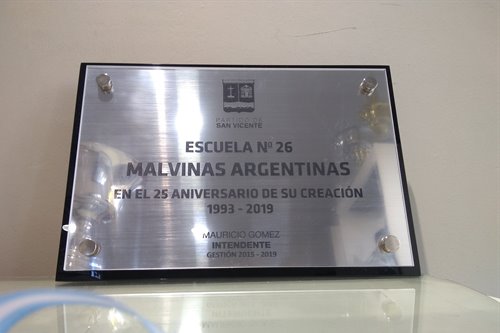 PARTIDO DE
SAN VICENTE
ESCUELA Nº 26
MALVINAS ARGENTINAS
EN EL 25 ANIVERSARIO DE SU CREACIÓN
1993 - 2019
MAURICIO GOMEZ
INTENDENTE
GESTIÓN 2015 - 2019